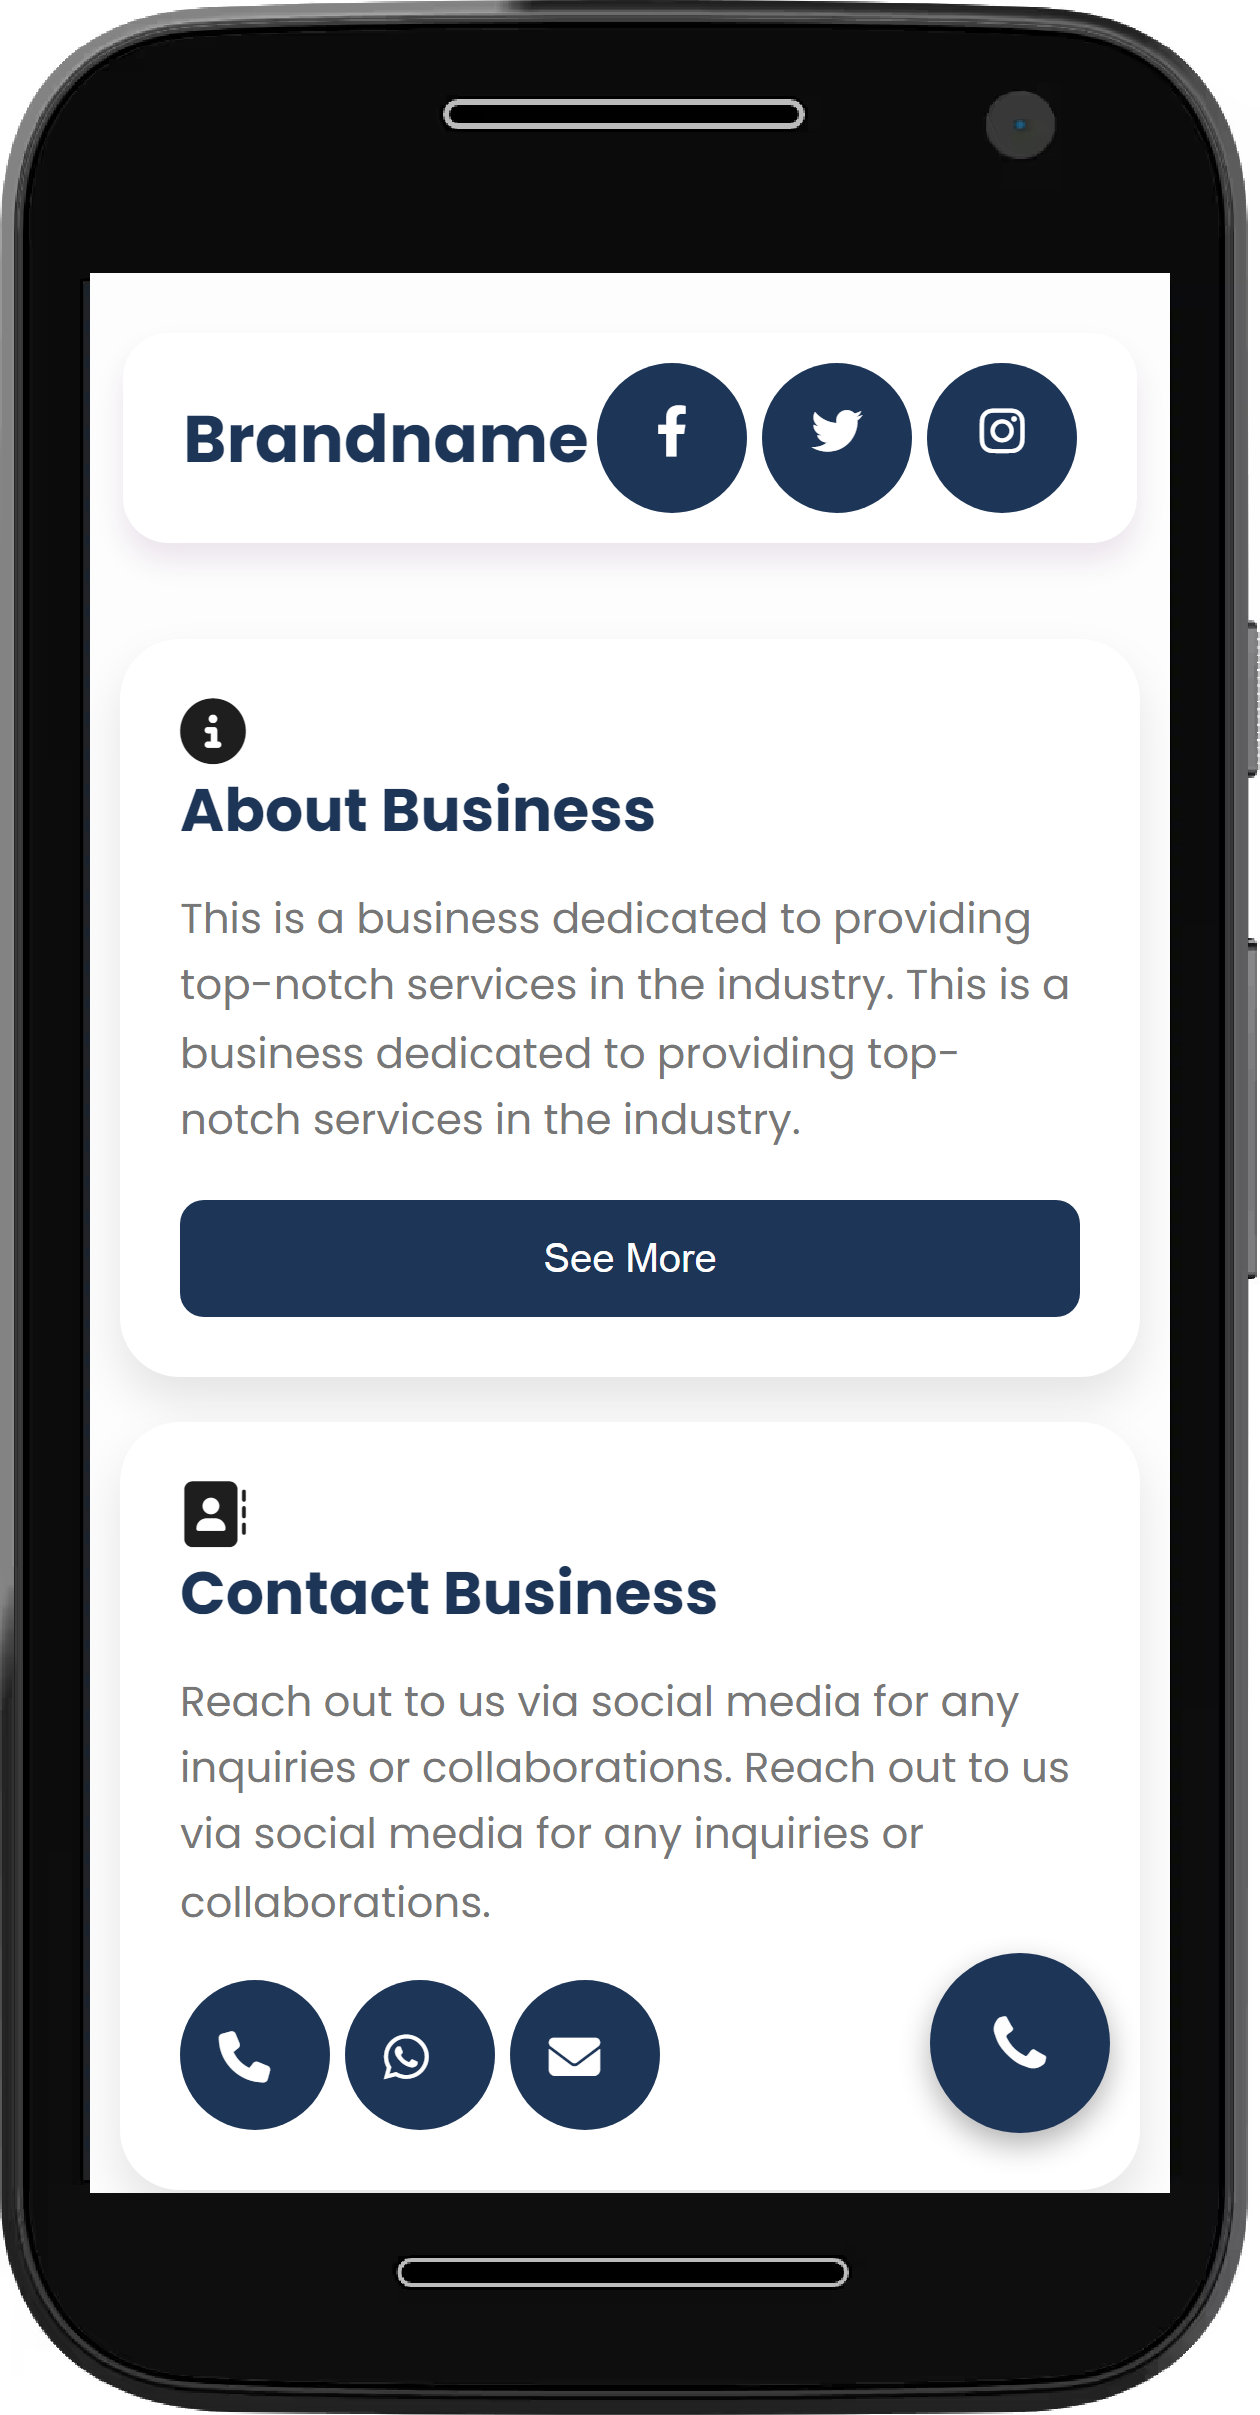 Brandname
About Business
This is a business dedicated to providing
top-notch services in the industry. This is a
business dedicated to providing top-
notch services in the industry.
See More
Contact Business
Reach out to us via social media for any
inquiries or collaborations. Reach out to us
via social media for any inquiries or
collaborations.